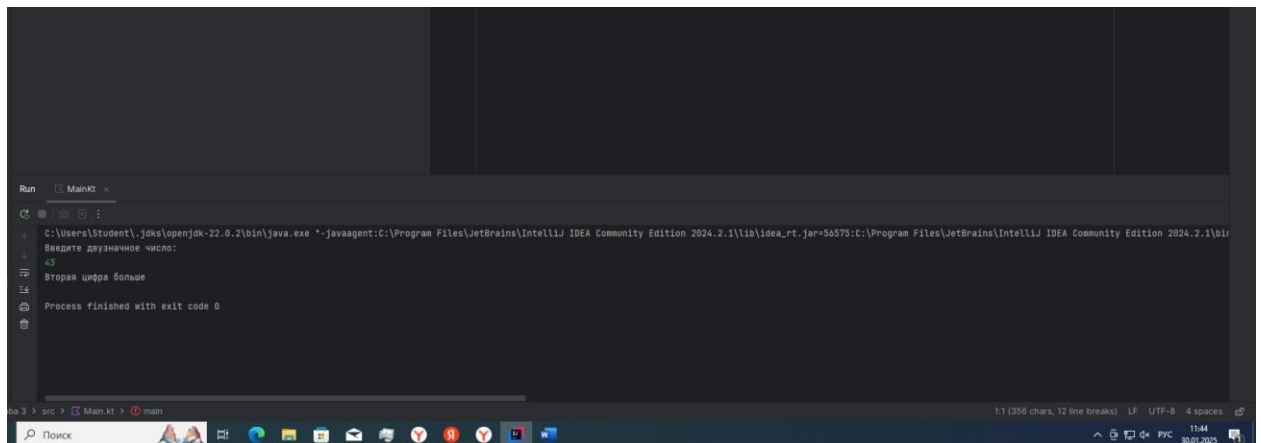 Run MainKt ×
C:\Users\Student\.jdks\openjdk-22.0.2\bin\java.exe "-javaagent:C:\Program Files\JetBrains\IntelliJ IDEA Community Edition 2024.2.1\lib\idea_rt.jar=56575:C:\Program Files\JetBrains\IntelliJ IDEA Community Edition 2024.2.1\bin
Введите двузначное число:
45
Вторая цифра больше
Process finished with exit code 0
ba 3 > src > Main.kt > main 1:1 (356 chars, 12 line breaks) LF UTF-8 4 spaces
Поиск РУС 11:44
30.01.2025